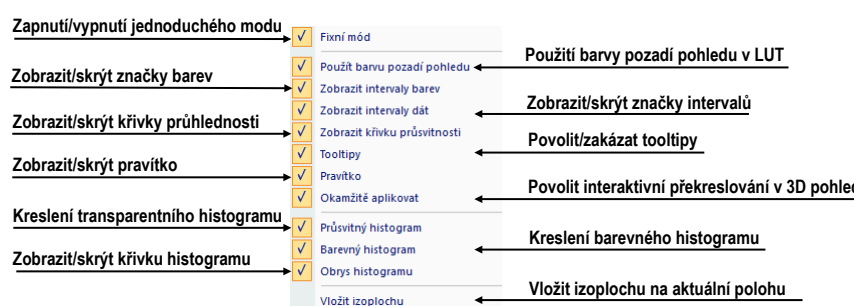 Zapnutí/vypnutí jednoduchého modu
Fixní mód
Použít barvu pozadí pohledu
Použití barvy pozadí pohledu v LUT
Zobrazit/skrýt značky barev
Zobrazit intervaly barev
Zobrazit intervaly dát
Zobrazit/skrýt značky intervalů
Zobrazit/skrýt křivky průhlednosti
Zobrazit křivku průsvitnosti
Tooltipy
Povolit/zakázat tooltipy
Zobrazit/skrýt pravítko
Pravítko
Okamžitě aplikovat
Povolit interaktivní překreslování v 3D pohled
Kreslení transparentního histogramu
Průsvitný histogram
Barevný histogram
Kreslení barevného histogramu
Zobrazit/skrýt křivku histogramu
Obrys histogramu
Vložit izoplochu
Vložit izoplochu na aktuální polohu